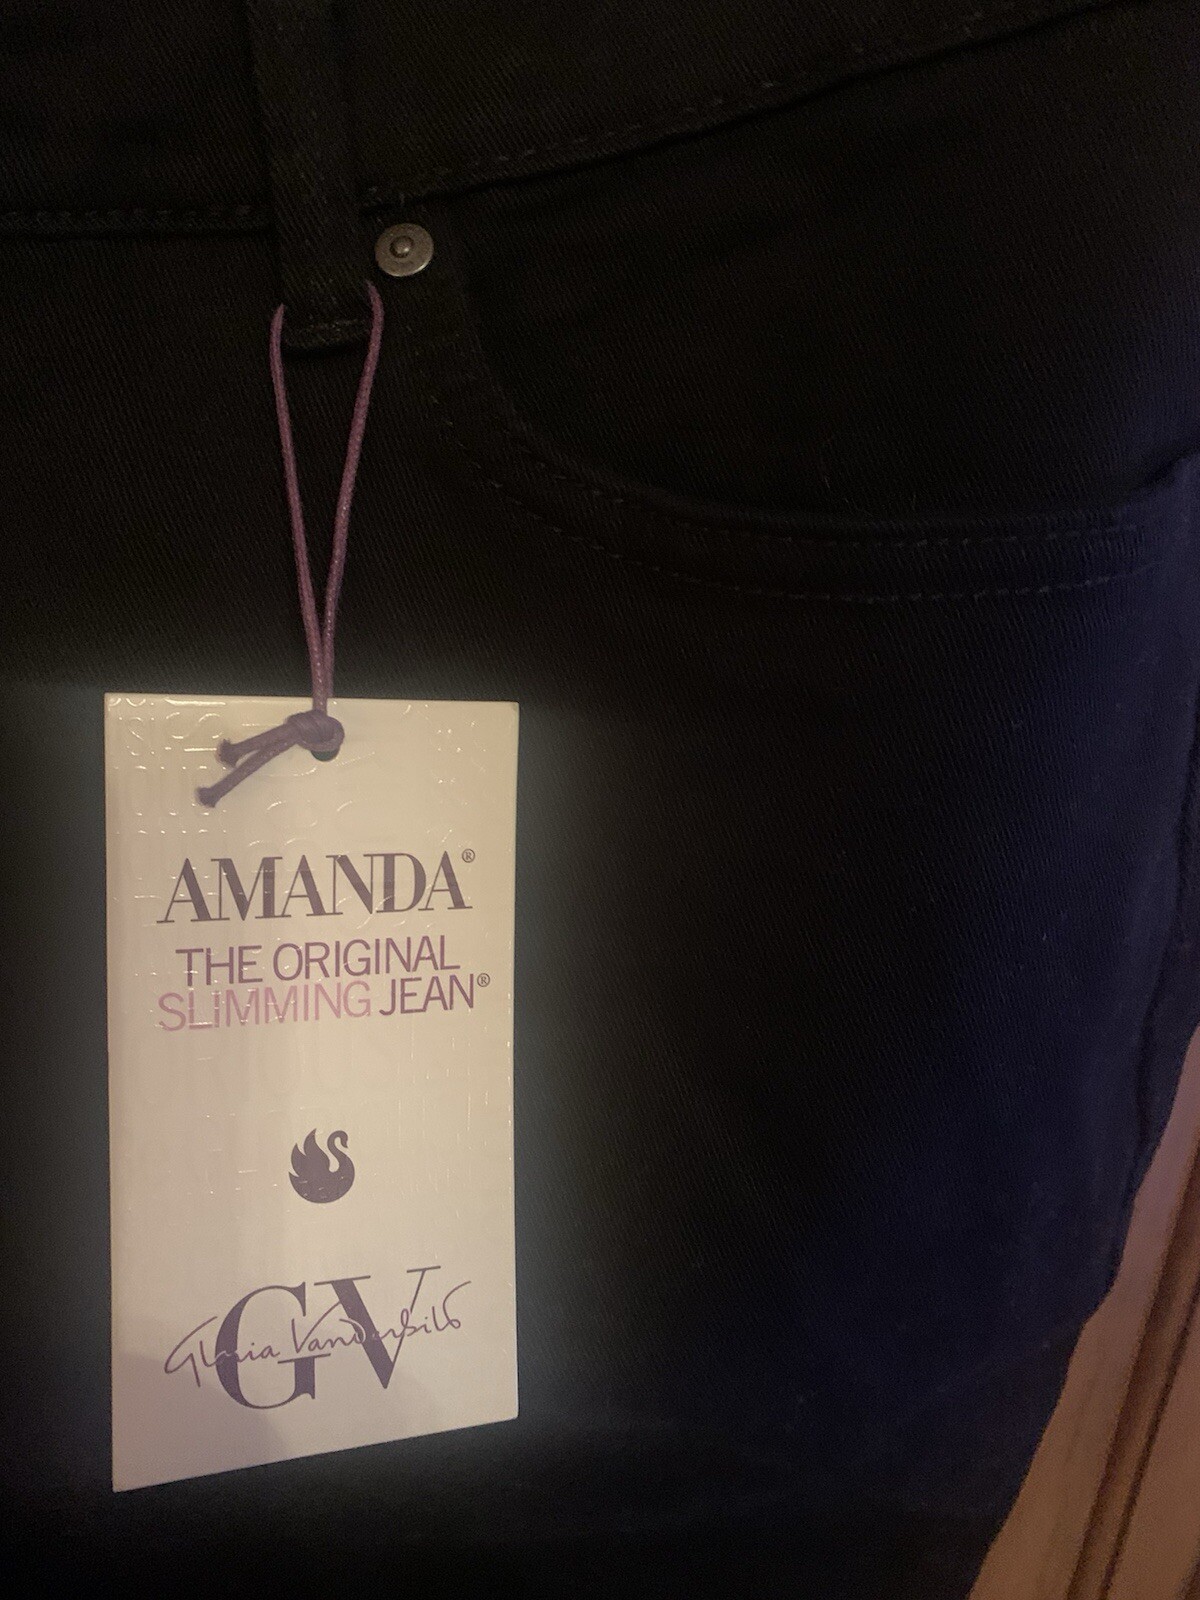 AMANDA®
THE ORIGINAL
SLIMMING JEAN®
GV
Gloria Vanderbilt